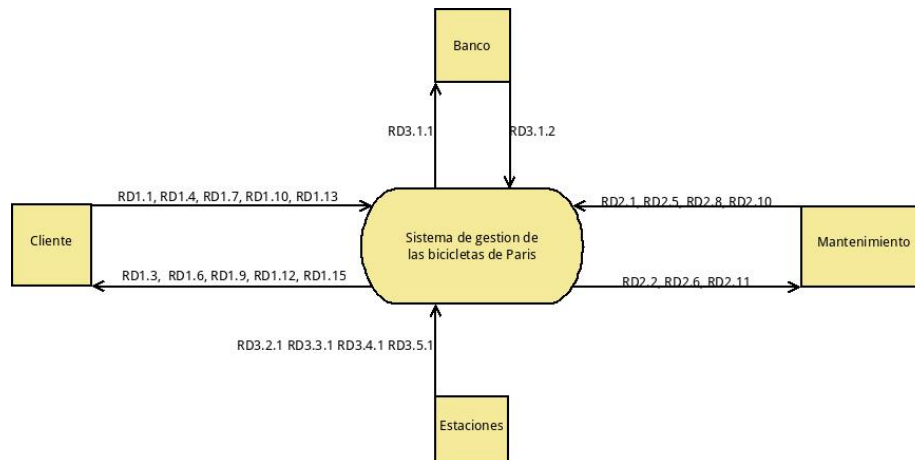 Banco
RD3.1.1
RD3.1.2
RD1.1, RD1.4, RD1.7, RD1.10, RD1.13
RD2.1, RD2.5, RD2.8, RD2.10
Cliente
Sistema de gestion de
las bicicletas de Paris
Mantenimiento
RD1.3, RD1.6, RD1.9, RD1.12, RD1.15
RD2.2, RD2.6, RD2.11
RD3.2.1 RD3.3.1 RD3.4.1 RD3.5.1
Estaciones